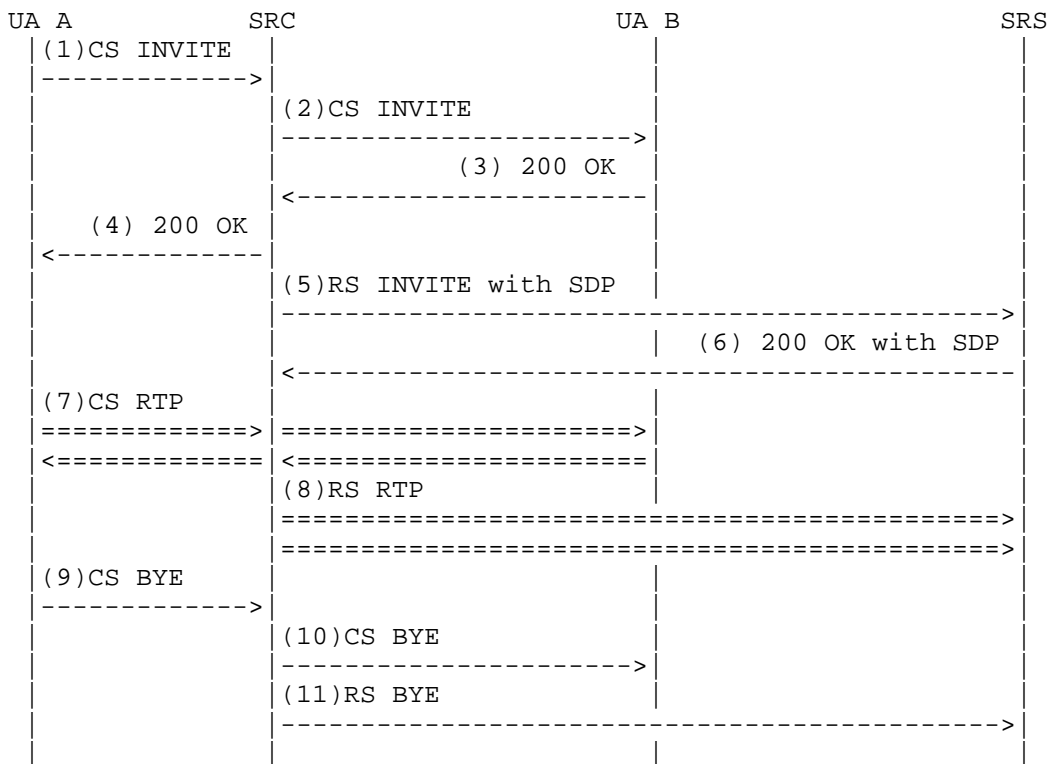 UA A SRC UA B SRS
(1)CS INVITE
(2)CS INVITE
(3) 200 OK
(4) 200 OK
(5)RS INVITE with SDP
(6) 200 OK with SDP
(7)CS RTP
(8)RS RTP
(9)CS BYE
(10)CS BYE
(11)RS BYE